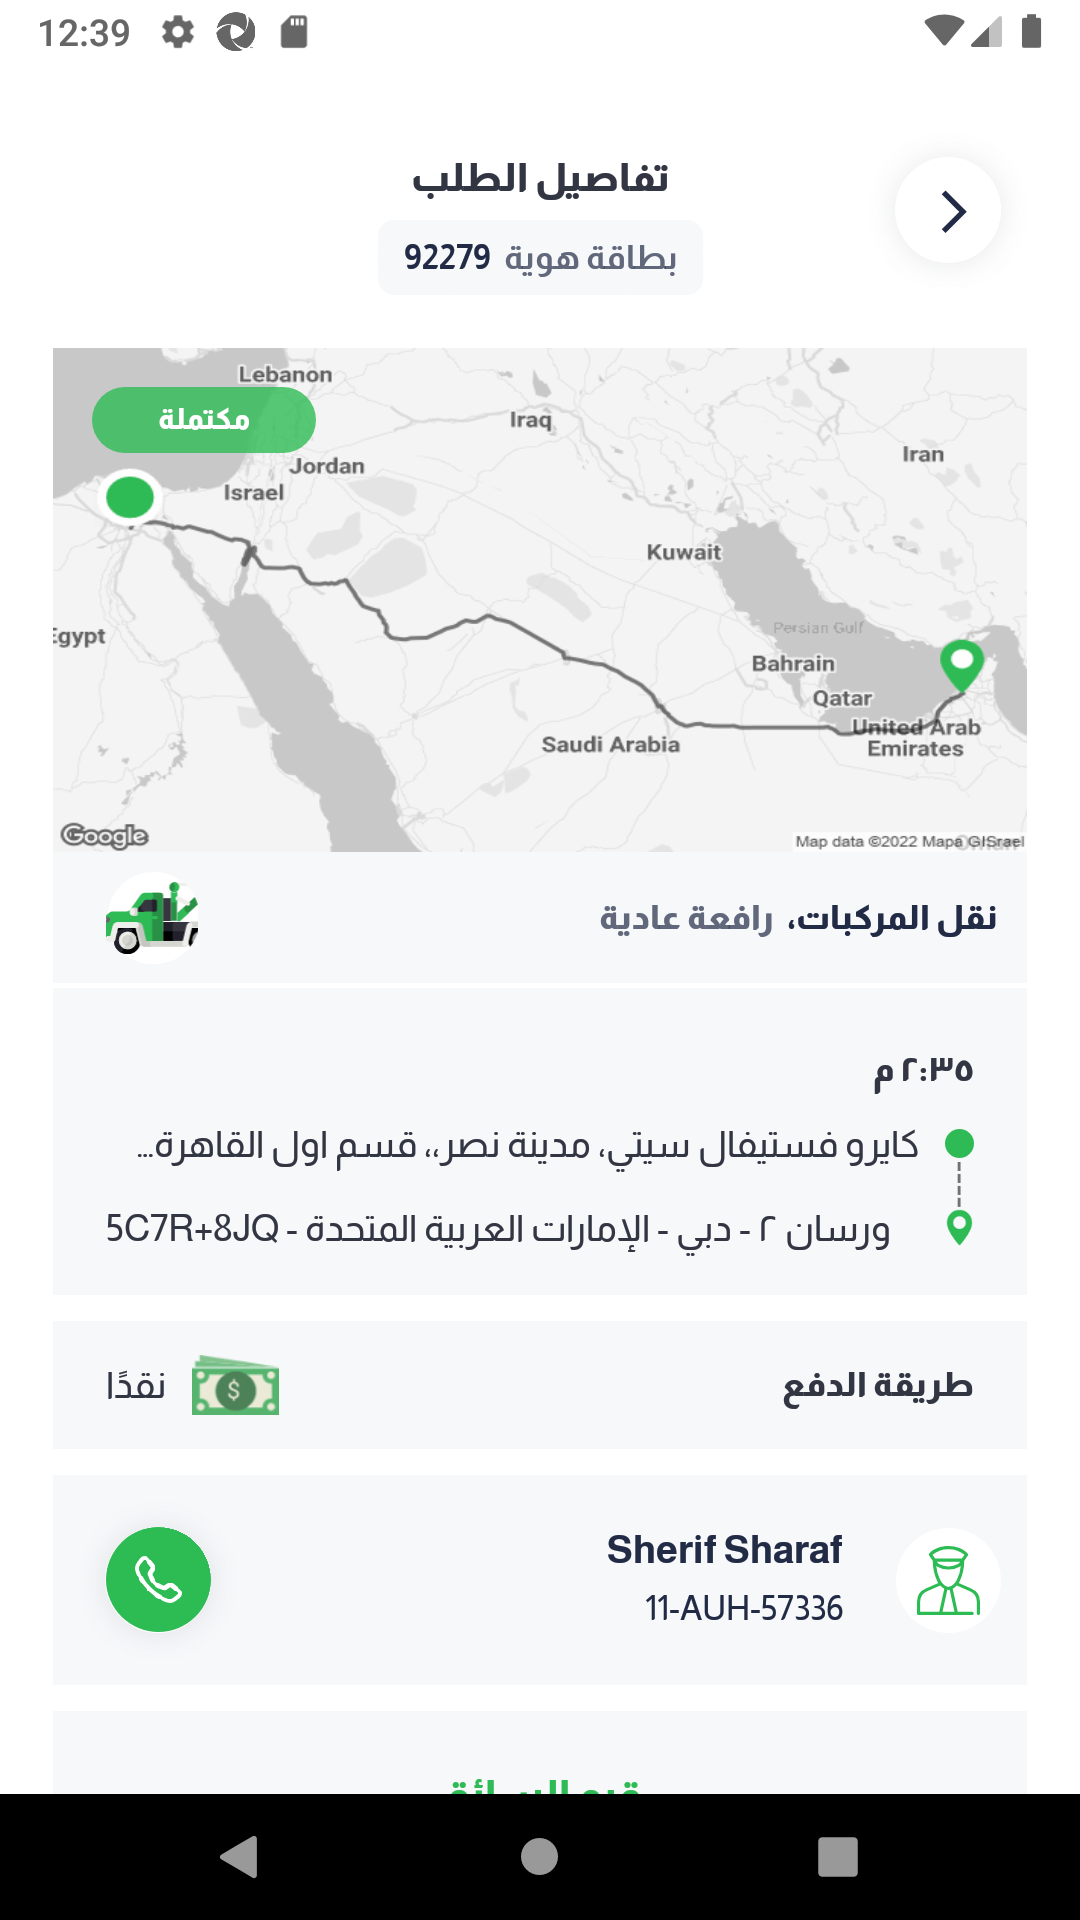 12:39
تفاصيل الطلب
بطاقة هوية 92279
Lebanon
مكتملة
Iraq
Iran
Jordan
Israel
Kuwait
Persian Gulf
Egypt
Bahrain
Qatar
United Arab
Emirates
Saudi Arabia
Google
Map data ©2022 Mapa GISrael
نقل المركبات، رافعة عادية
٢:٣٥ م
كايرو فستيفال سيتي، مدينة نصر،، قسم اول القاهرة...
ورسان ٢ - دبي - الإمارات العربية المتحدة - 5C7R+8JQ
طريقة الدفع
نقدًا
Sherif Sharaf
11-AUH-57336